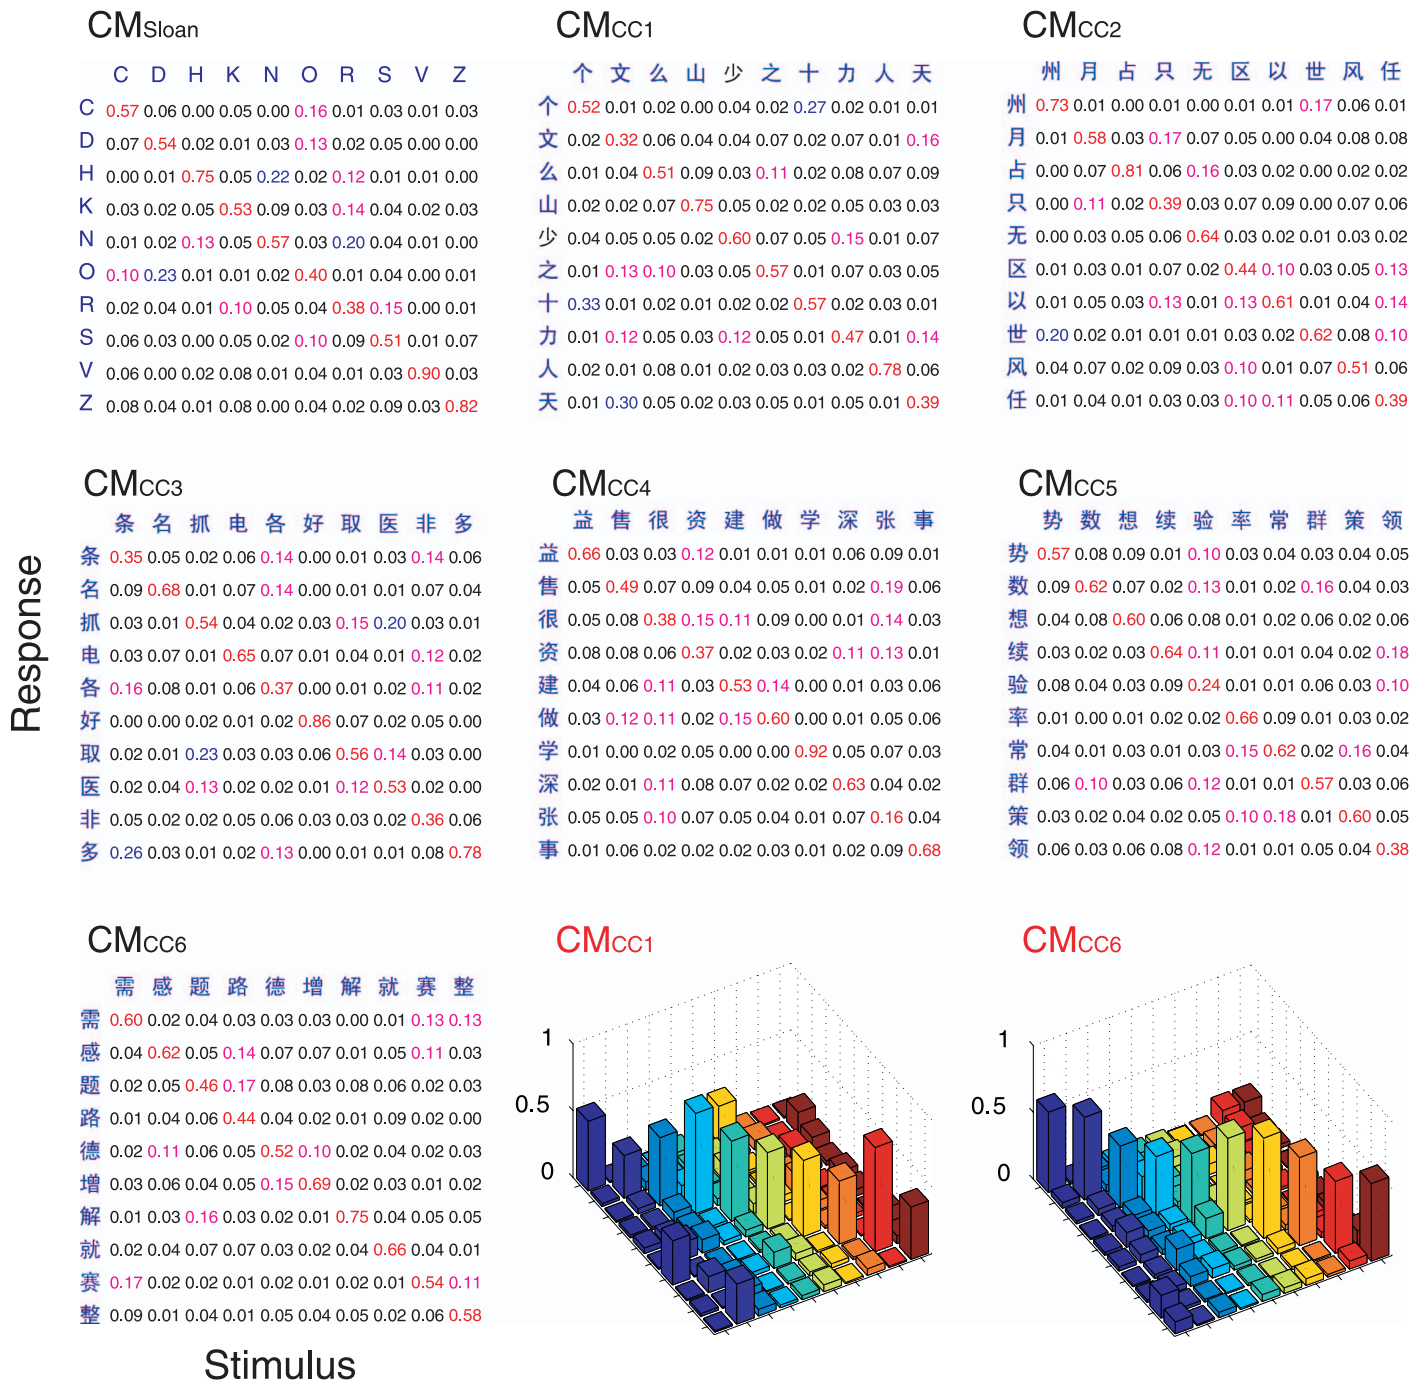 CMSloan
C D H K N O R S V Z
C 0.57 0.06 0.00 0.05 0.00 0.16 0.01 0.03 0.01 0.03
D 0.07 0.54 0.02 0.01 0.03 0.13 0.02 0.05 0.00 0.00
H 0.00 0.01 0.75 0.05 0.22 0.02 0.12 0.01 0.01 0.00
K 0.03 0.02 0.05 0.53 0.09 0.03 0.14 0.04 0.02 0.03
N 0.01 0.02 0.13 0.05 0.57 0.03 0.20 0.04 0.01 0.00
O 0.10 0.23 0.01 0.01 0.02 0.40 0.01 0.04 0.00 0.01
R 0.02 0.04 0.01 0.10 0.05 0.04 0.38 0.15 0.00 0.01
S 0.06 0.03 0.00 0.05 0.02 0.10 0.09 0.51 0.01 0.07
V 0.06 0.00 0.02 0.08 0.01 0.04 0.01 0.03 0.90 0.03
Z 0.08 0.04 0.01 0.08 0.00 0.04 0.02 0.09 0.03 0.82
CMCC1
个 文 么 山 少 之 十 力 人 天
个 0.52 0.01 0.02 0.00 0.04 0.02 0.27 0.02 0.01 0.01
文 0.02 0.32 0.06 0.04 0.04 0.07 0.02 0.07 0.01 0.16
么 0.01 0.04 0.51 0.09 0.03 0.11 0.02 0.08 0.07 0.09
山 0.02 0.02 0.07 0.75 0.05 0.02 0.02 0.05 0.03 0.03
少 0.04 0.05 0.05 0.02 0.60 0.07 0.05 0.15 0.01 0.07
之 0.01 0.13 0.10 0.03 0.05 0.57 0.01 0.07 0.03 0.05
十 0.33 0.01 0.02 0.01 0.02 0.02 0.57 0.02 0.03 0.01
力 0.01 0.12 0.05 0.03 0.12 0.05 0.01 0.47 0.01 0.14
人 0.02 0.01 0.08 0.01 0.02 0.03 0.03 0.02 0.78 0.06
天 0.01 0.30 0.05 0.02 0.03 0.05 0.01 0.05 0.01 0.39
CMCC2
州 月 占 只 无 区 以 世 风 任
州 0.73 0.01 0.00 0.01 0.00 0.01 0.01 0.17 0.06 0.01
月 0.01 0.58 0.03 0.17 0.07 0.05 0.00 0.04 0.08 0.08
占 0.00 0.07 0.81 0.06 0.16 0.03 0.02 0.00 0.02 0.02
只 0.00 0.11 0.02 0.39 0.03 0.07 0.09 0.00 0.07 0.06
无 0.00 0.03 0.05 0.06 0.64 0.03 0.02 0.01 0.03 0.02
区 0.01 0.03 0.01 0.07 0.02 0.44 0.10 0.03 0.05 0.13
以 0.01 0.05 0.03 0.13 0.01 0.13 0.61 0.01 0.04 0.14
世 0.20 0.02 0.01 0.01 0.01 0.03 0.02 0.62 0.08 0.10
风 0.04 0.07 0.02 0.09 0.03 0.10 0.01 0.07 0.51 0.06
任 0.01 0.04 0.01 0.03 0.03 0.10 0.11 0.05 0.06 0.39
CMCC3
条 名 抓 电 各 好 取 医 非 多
条 0.35 0.05 0.02 0.06 0.14 0.00 0.01 0.03 0.14 0.06
名 0.09 0.68 0.01 0.07 0.14 0.00 0.01 0.01 0.07 0.04
抓 0.03 0.01 0.54 0.04 0.02 0.03 0.15 0.20 0.03 0.01
电 0.03 0.07 0.01 0.65 0.07 0.01 0.04 0.01 0.12 0.02
各 0.16 0.08 0.01 0.06 0.37 0.00 0.01 0.02 0.11 0.02
好 0.00 0.00 0.02 0.01 0.02 0.86 0.07 0.02 0.05 0.00
取 0.02 0.01 0.23 0.03 0.03 0.06 0.56 0.14 0.03 0.00
医 0.02 0.04 0.13 0.02 0.02 0.01 0.12 0.53 0.02 0.00
非 0.05 0.02 0.02 0.05 0.06 0.03 0.03 0.02 0.36 0.06
多 0.26 0.03 0.01 0.02 0.13 0.00 0.01 0.01 0.08 0.78
CMCC4
益 售 很 资 建 做 学 深 张 事
益 0.66 0.03 0.03 0.12 0.01 0.01 0.01 0.06 0.09 0.01
售 0.05 0.49 0.07 0.09 0.04 0.05 0.01 0.02 0.19 0.06
很 0.05 0.08 0.38 0.15 0.11 0.09 0.00 0.01 0.14 0.03
资 0.08 0.08 0.06 0.37 0.02 0.03 0.02 0.11 0.13 0.01
建 0.04 0.06 0.11 0.03 0.53 0.14 0.00 0.01 0.03 0.06
做 0.03 0.12 0.11 0.02 0.15 0.60 0.00 0.01 0.05 0.06
学 0.01 0.00 0.02 0.05 0.00 0.00 0.92 0.05 0.07 0.03
深 0.02 0.01 0.11 0.08 0.07 0.02 0.02 0.63 0.04 0.02
张 0.05 0.05 0.10 0.07 0.05 0.04 0.01 0.07 0.16 0.04
事 0.01 0.06 0.02 0.02 0.02 0.03 0.01 0.02 0.09 0.68
CMCC5
势 数 想 续 验 率 常 群 策 领
势 0.57 0.08 0.09 0.01 0.10 0.03 0.04 0.03 0.04 0.05
数 0.09 0.62 0.07 0.02 0.13 0.01 0.02 0.16 0.04 0.03
想 0.04 0.08 0.60 0.06 0.08 0.01 0.02 0.06 0.02 0.06
续 0.03 0.02 0.03 0.64 0.11 0.01 0.01 0.04 0.02 0.18
验 0.08 0.04 0.03 0.09 0.24 0.01 0.01 0.06 0.03 0.10
率 0.01 0.00 0.01 0.02 0.02 0.66 0.09 0.01 0.03 0.02
常 0.04 0.01 0.03 0.01 0.03 0.15 0.62 0.02 0.16 0.04
群 0.06 0.10 0.03 0.06 0.12 0.01 0.01 0.57 0.03 0.06
策 0.03 0.02 0.04 0.02 0.05 0.10 0.18 0.01 0.60 0.05
领 0.06 0.03 0.06 0.08 0.12 0.01 0.01 0.05 0.04 0.38
Response
CMCC6
需 感 题 路 德 增 解 就 赛 整
需 0.60 0.02 0.04 0.03 0.03 0.03 0.00 0.01 0.13 0.13
感 0.04 0.62 0.05 0.14 0.07 0.07 0.01 0.05 0.11 0.03
题 0.02 0.05 0.46 0.17 0.08 0.03 0.08 0.06 0.02 0.03
路 0.01 0.04 0.06 0.44 0.04 0.02 0.01 0.09 0.02 0.00
德 0.02 0.11 0.06 0.05 0.52 0.10 0.02 0.04 0.02 0.03
增 0.03 0.06 0.04 0.05 0.15 0.69 0.02 0.03 0.01 0.02
解 0.01 0.03 0.16 0.03 0.02 0.01 0.75 0.04 0.05 0.05
就 0.02 0.04 0.07 0.07 0.03 0.02 0.04 0.66 0.04 0.01
赛 0.17 0.02 0.02 0.01 0.02 0.01 0.02 0.01 0.54 0.11
整 0.09 0.01 0.04 0.01 0.05 0.04 0.05 0.02 0.06 0.58
Stimulus
CMCC1
1
0.5
0
CMCC6
1
0.5
0